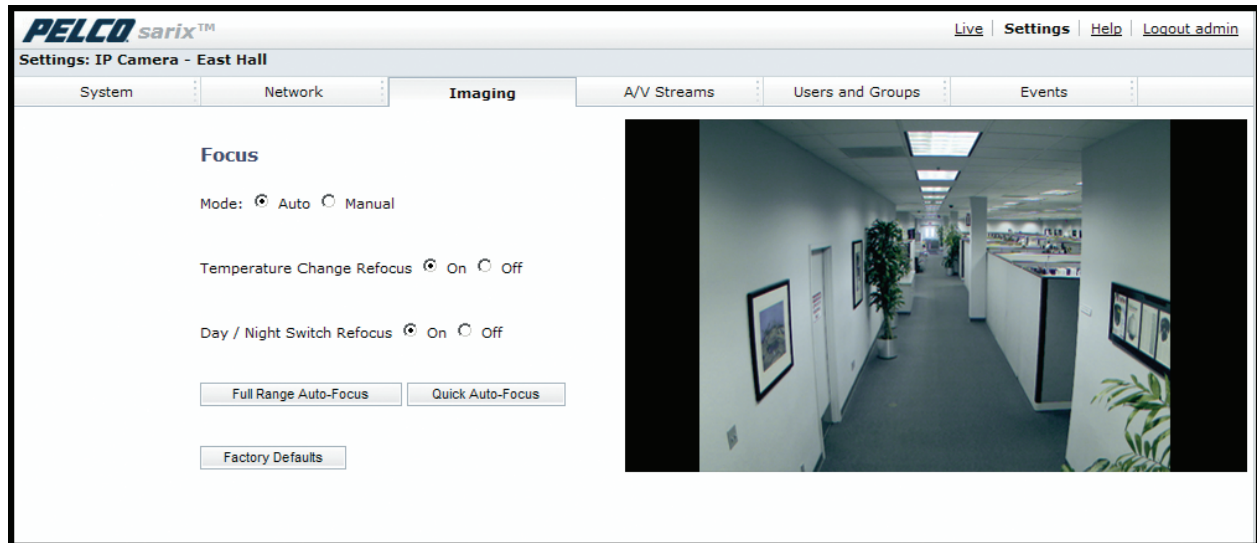 PELCO sarix™
Live | Settings | Help | Logout admin
Settings: IP Camera - East Hall
System Network Imaging A/V Streams Users and Groups Events
Focus
Mode: Auto Manual
Temperature Change Refocus On Off
Day / Night Switch Refocus On Off
Full Range Auto-Focus Quick Auto-Focus
Factory Defaults